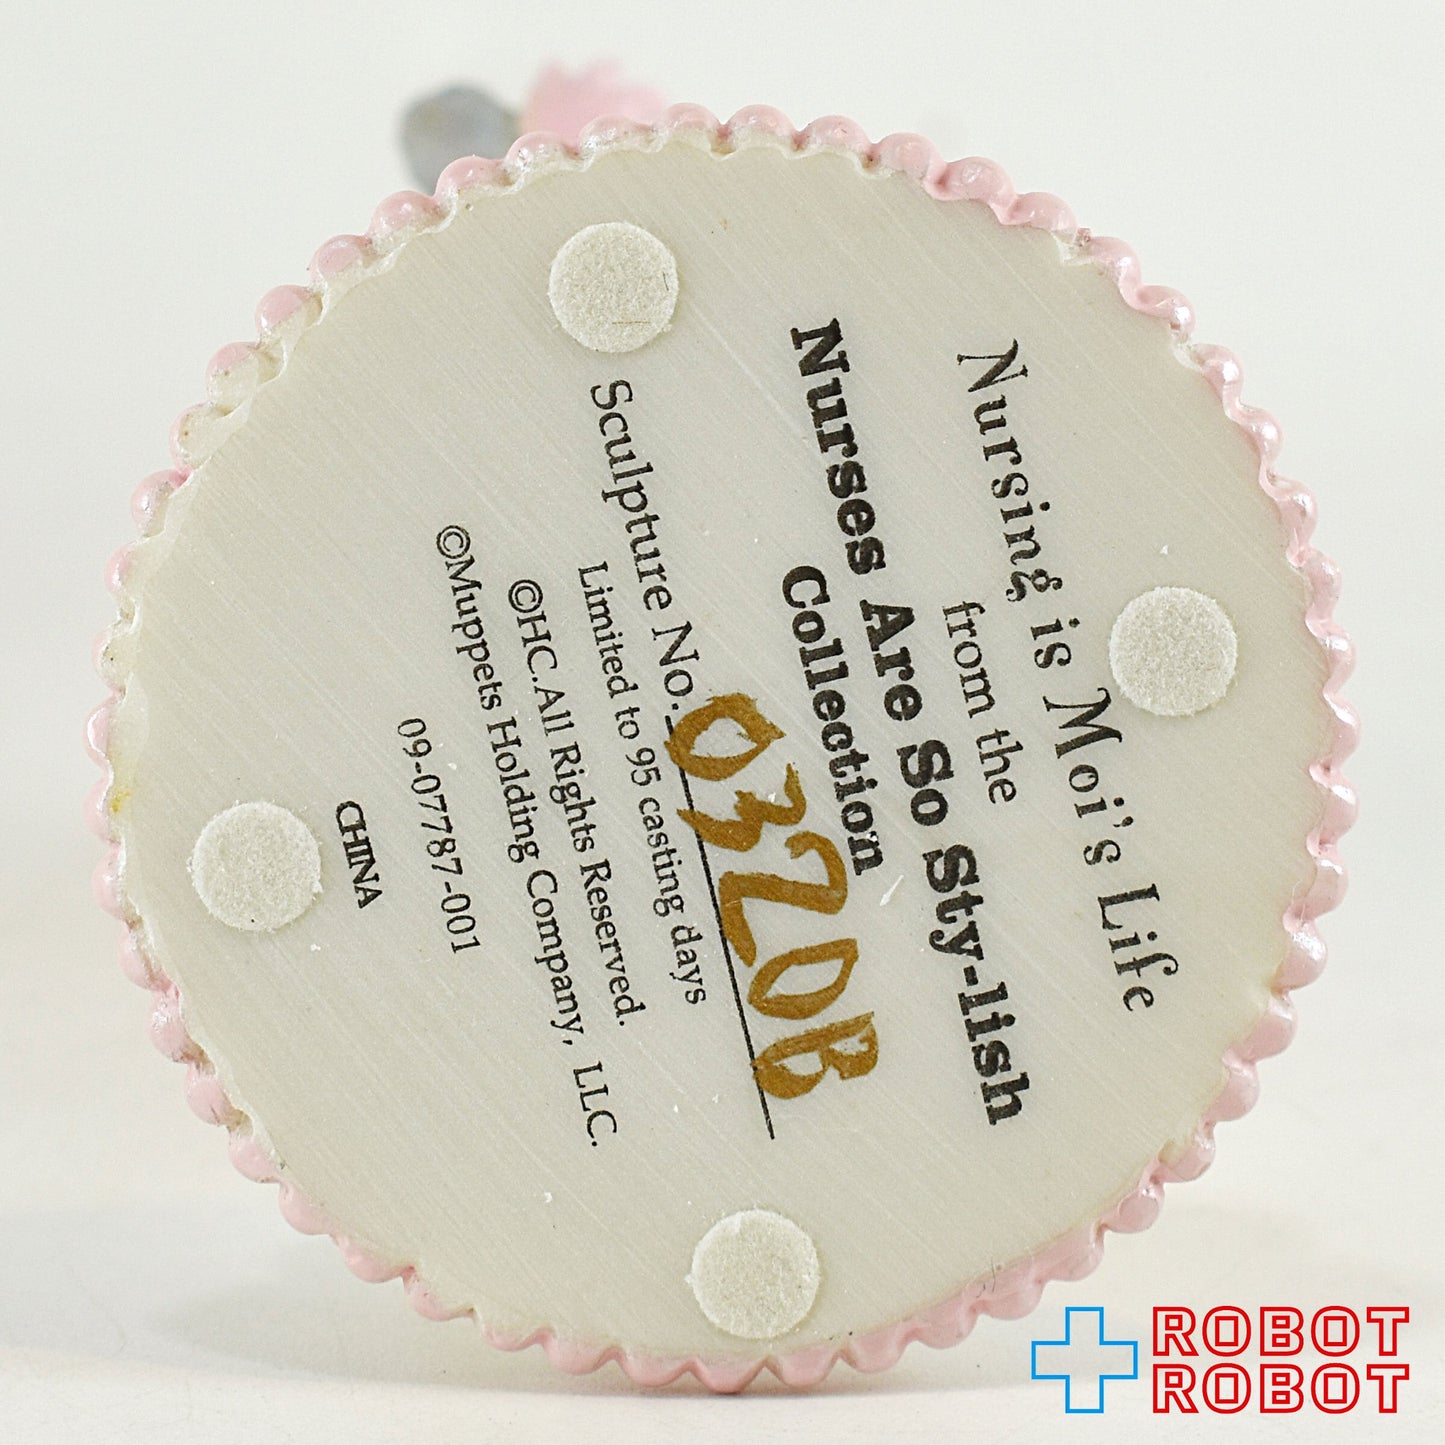 Nursing is Moi's Life
from the
Nurses Are So Sty-lish
Collection
Sculpture No. 0320B
Limited to 95 casting days
©HC.All Rights Reserved.
©Muppets Holding Company, LLC.
09-07787-001
CHINA
ROBOT
ROBOT